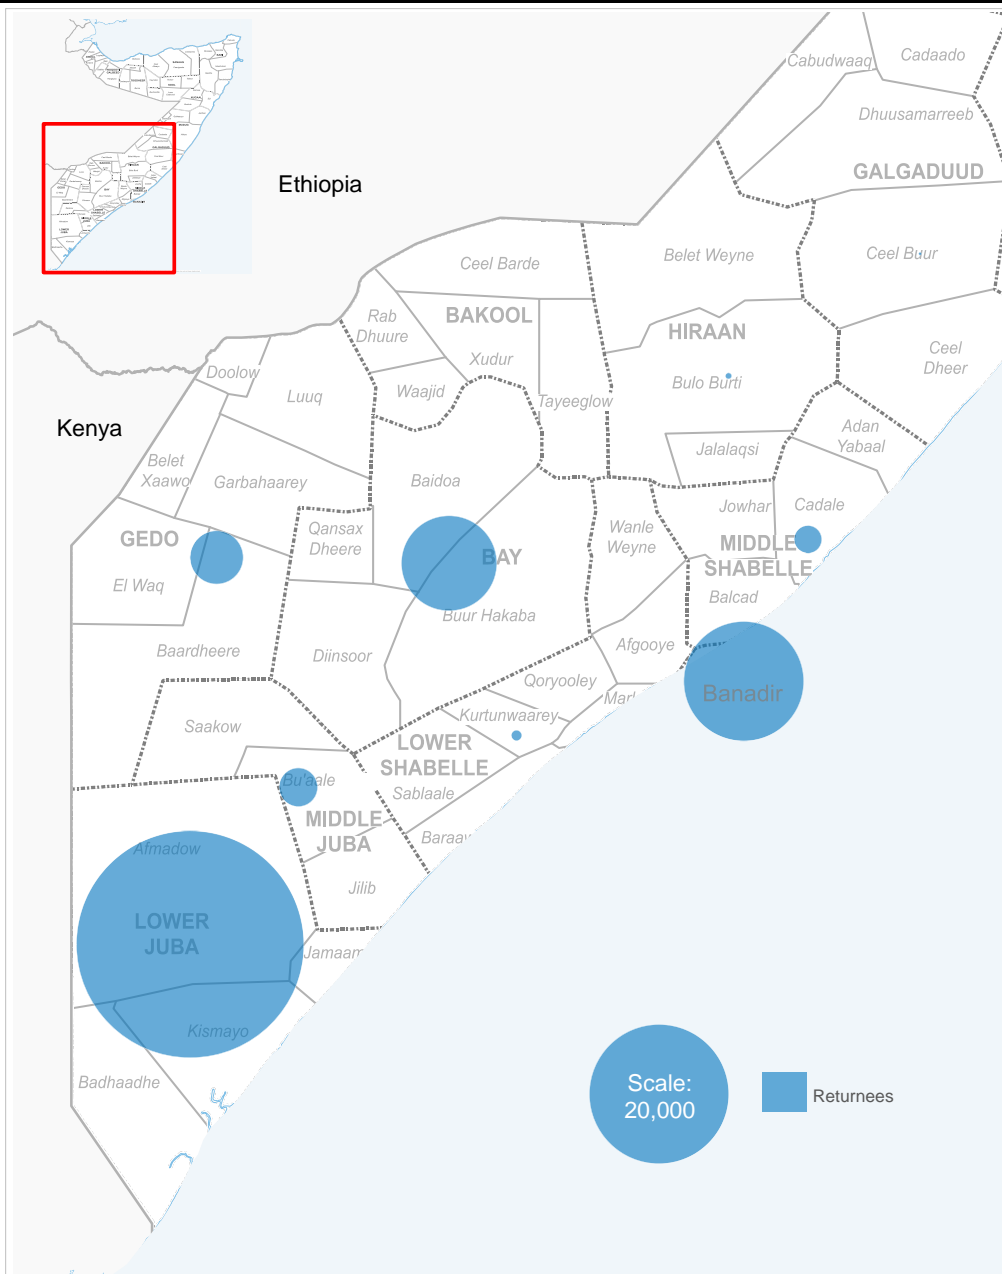 Cabudwaaq
Cadaado
Dhuusamarreeb
GALGADUUD
Ethiopia
Belet Weyne
Ceel Buur
Ceel Barde
Rab
Dhuure
BAKOOL
HIRAAN
Xudur
Ceel
Dheer
Doolow
Luuq
Waajid
Tayeeglow
Bulo Burti
Kenya
Adan
Yabaal
Jalalaqsi
Belet
Xaawo
Garbahaarey
Baidoa
Jowhar
Cadale
Qansax
Dheere
Wanle
Weyne
GEDO
BAY
MIDDLE
SHABELLE
El Waq
Balcad
Buur Hakaba
Baardheere
Diinsoor
Afgooye
Qoryooley
Banadir
Kurtunwaarey
Saakow
LOWER
SHABELLE
Bu'aale
Sablaale
MIDDLE
JUBA
Baraaw
Afmadow
Jilib
LOWER
JUBA
Jamaam
Kismayo
Badhaadhe
Scale:
20,000
Returnees